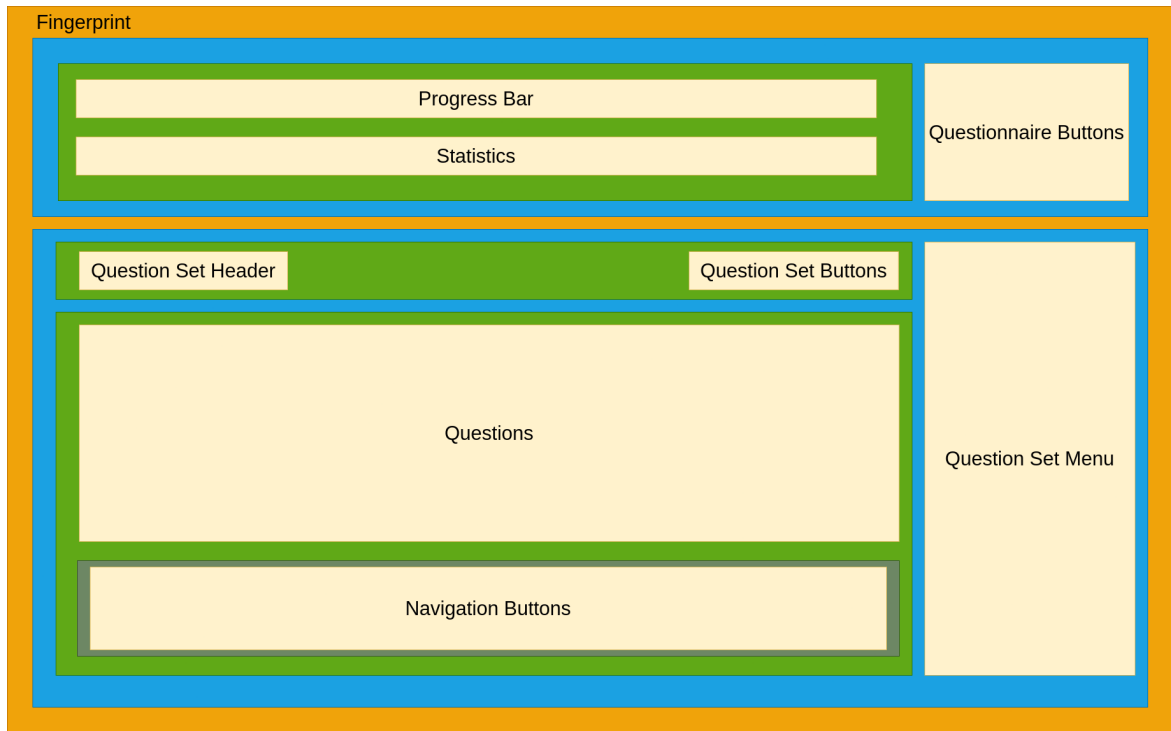 Fingerprint
Progress Bar
Statistics
Questionnaire Buttons
Question Set Header
Question Set Buttons
Questions
Navigation Buttons
Question Set Menu